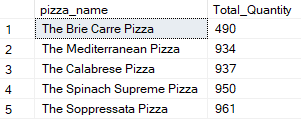 pizza_name Total_Quantity
1 The Brie Carre Pizza 490
2 The Mediterranean Pizza 934
3 The Calabrese Pizza 937
4 The Spinach Supreme Pizza 950
5 The Soppressata Pizza 961